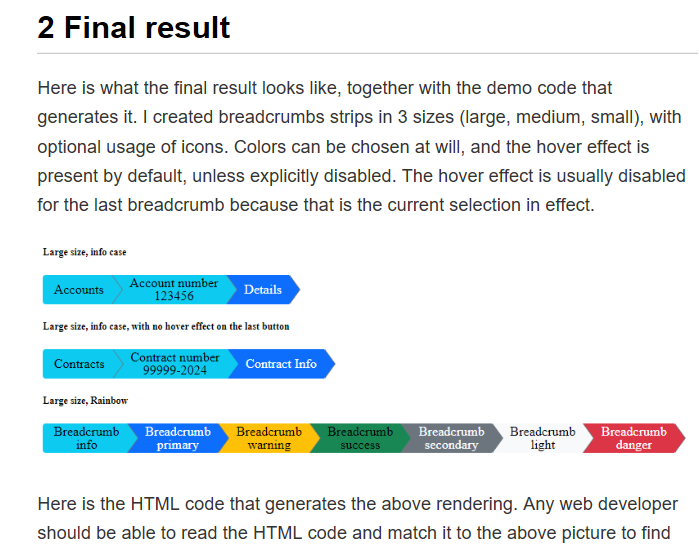 2 Final result
Here is what the final result looks like, together with the demo code that
generates it. I created breadcrumbs strips in 3 sizes (large, medium, small), with
optional usage of icons. Colors can be chosen at will, and the hover effect is
present by default, unless explicitly disabled. The hover effect is usually disabled
for the last breadcrumb because that is the current selection in effect.
Large size, info case
Accounts
Account number
123456
Details
Large size, info case, with no hover effect on the last button
Contracts
Contract number
99999-2024
Contract Info
Large size, Rainbow
Breadcrumb
info
Breadcrumb
primary
Breadcrumb
warning
Breadcrumb
success
Breadcrumb
secondary
Breadcrumb
light
Breadcrumb
danger
Here is the HTML code that generates the above rendering. Any web developer
should be able to read the HTML code and match it to the above picture to find